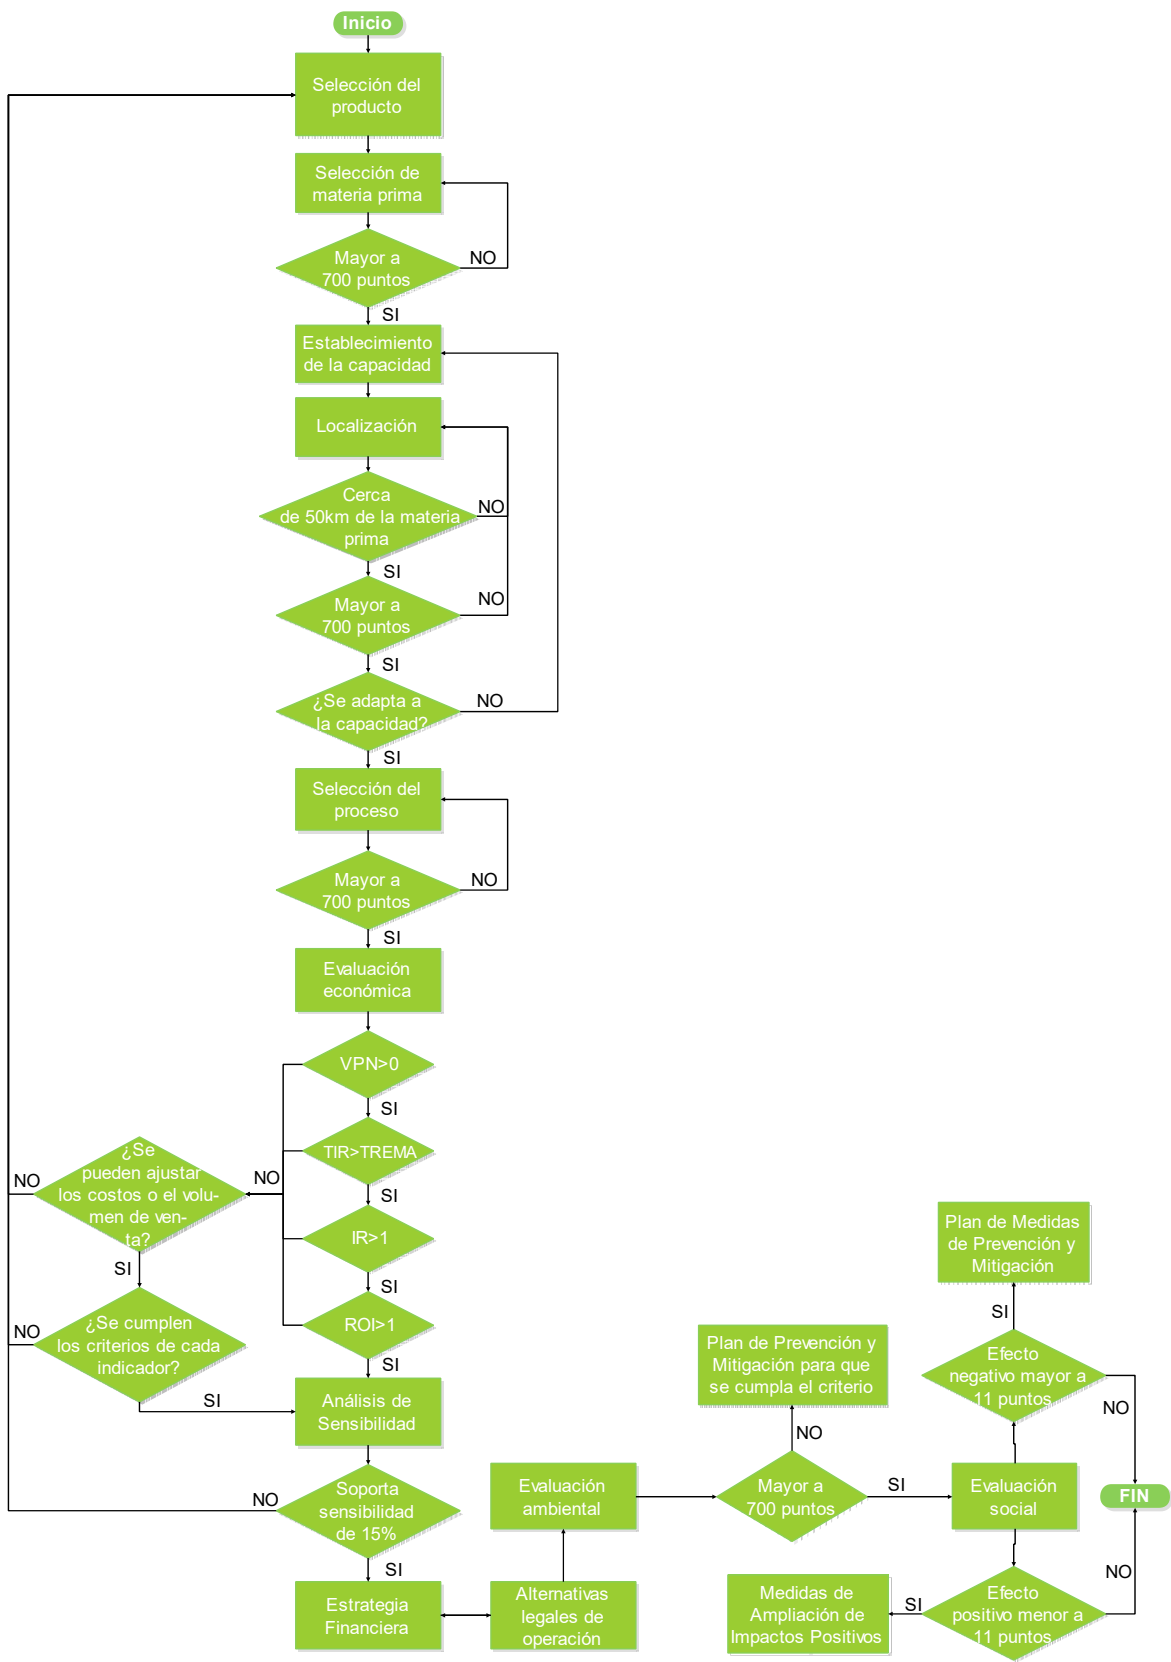 Inicio
Selección del
producto
Selección de
materia prima
Mayor a
700 puntos
NO
SI
Establecimiento
de la capacidad
Localización
Cerca
de 50km de la materia
prima
NO
SI
Mayor a
700 puntos
NO
SI
¿Se adapta a
la capacidad?
NO
SI
Selección del
proceso
Mayor a
700 puntos
NO
SI
Evaluación
económica
VPN>0
SI
TIR>TREMA
SI
NO
IR>1
SI
ROI>1
SI
¿Se
pueden ajustar
los costos o el volu-
men de ven-
ta?
NO
SI
¿Se cumplen
los criterios de cada
indicador?
NO
SI
Análisis de
Sensibilidad
Soporta
sensibilidad
de 15%
NO
SI
Estrategia
Financiera
Alternativas
legales de
operación
Evaluación
ambiental
Mayor a
700 puntos
NO
Plan de Prevención y
Mitigación para que
se cumpla el criterio
SI
Evaluación
social
Efecto
negativo mayor a
11 puntos
SI
Plan de Medidas
de Prevención y
Mitigación
NO
FIN
Efecto
positivo menor a
11 puntos
NO
SI
Medidas de
Ampliación de
Impactos Positivos